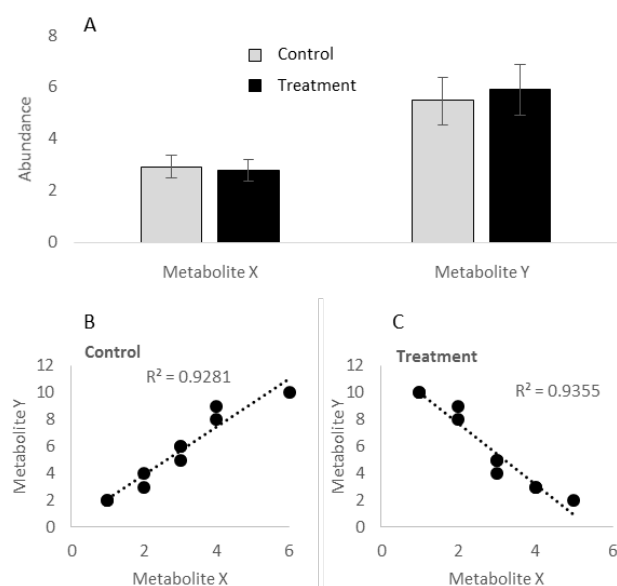 A
8
6
4
2
0
Abundance
Control
Treatment
Metabolite X
Metabolite Y
B
Control
R² = 0.9281
12
10
8
6
4
2
0
Metabolite Y
0 2 4 6
Metabolite X
C
Treatment
R² = 0.9355
12
10
8
6
4
2
0
Metabolite Y
0 2 4 6
Metabolite X